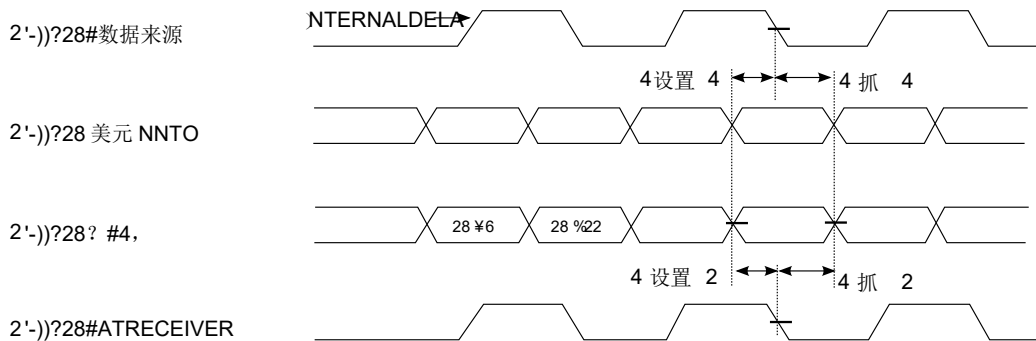 NTERNALDELA
2'-))?28#数据来源
4设置 4 4 抓 4
2'-))?28 美元 NNTO
2'-))?28? #4,
28 ¥6 28 %22
4 设置 2 4 抓 2
2'-))?28#ATRECEIVER